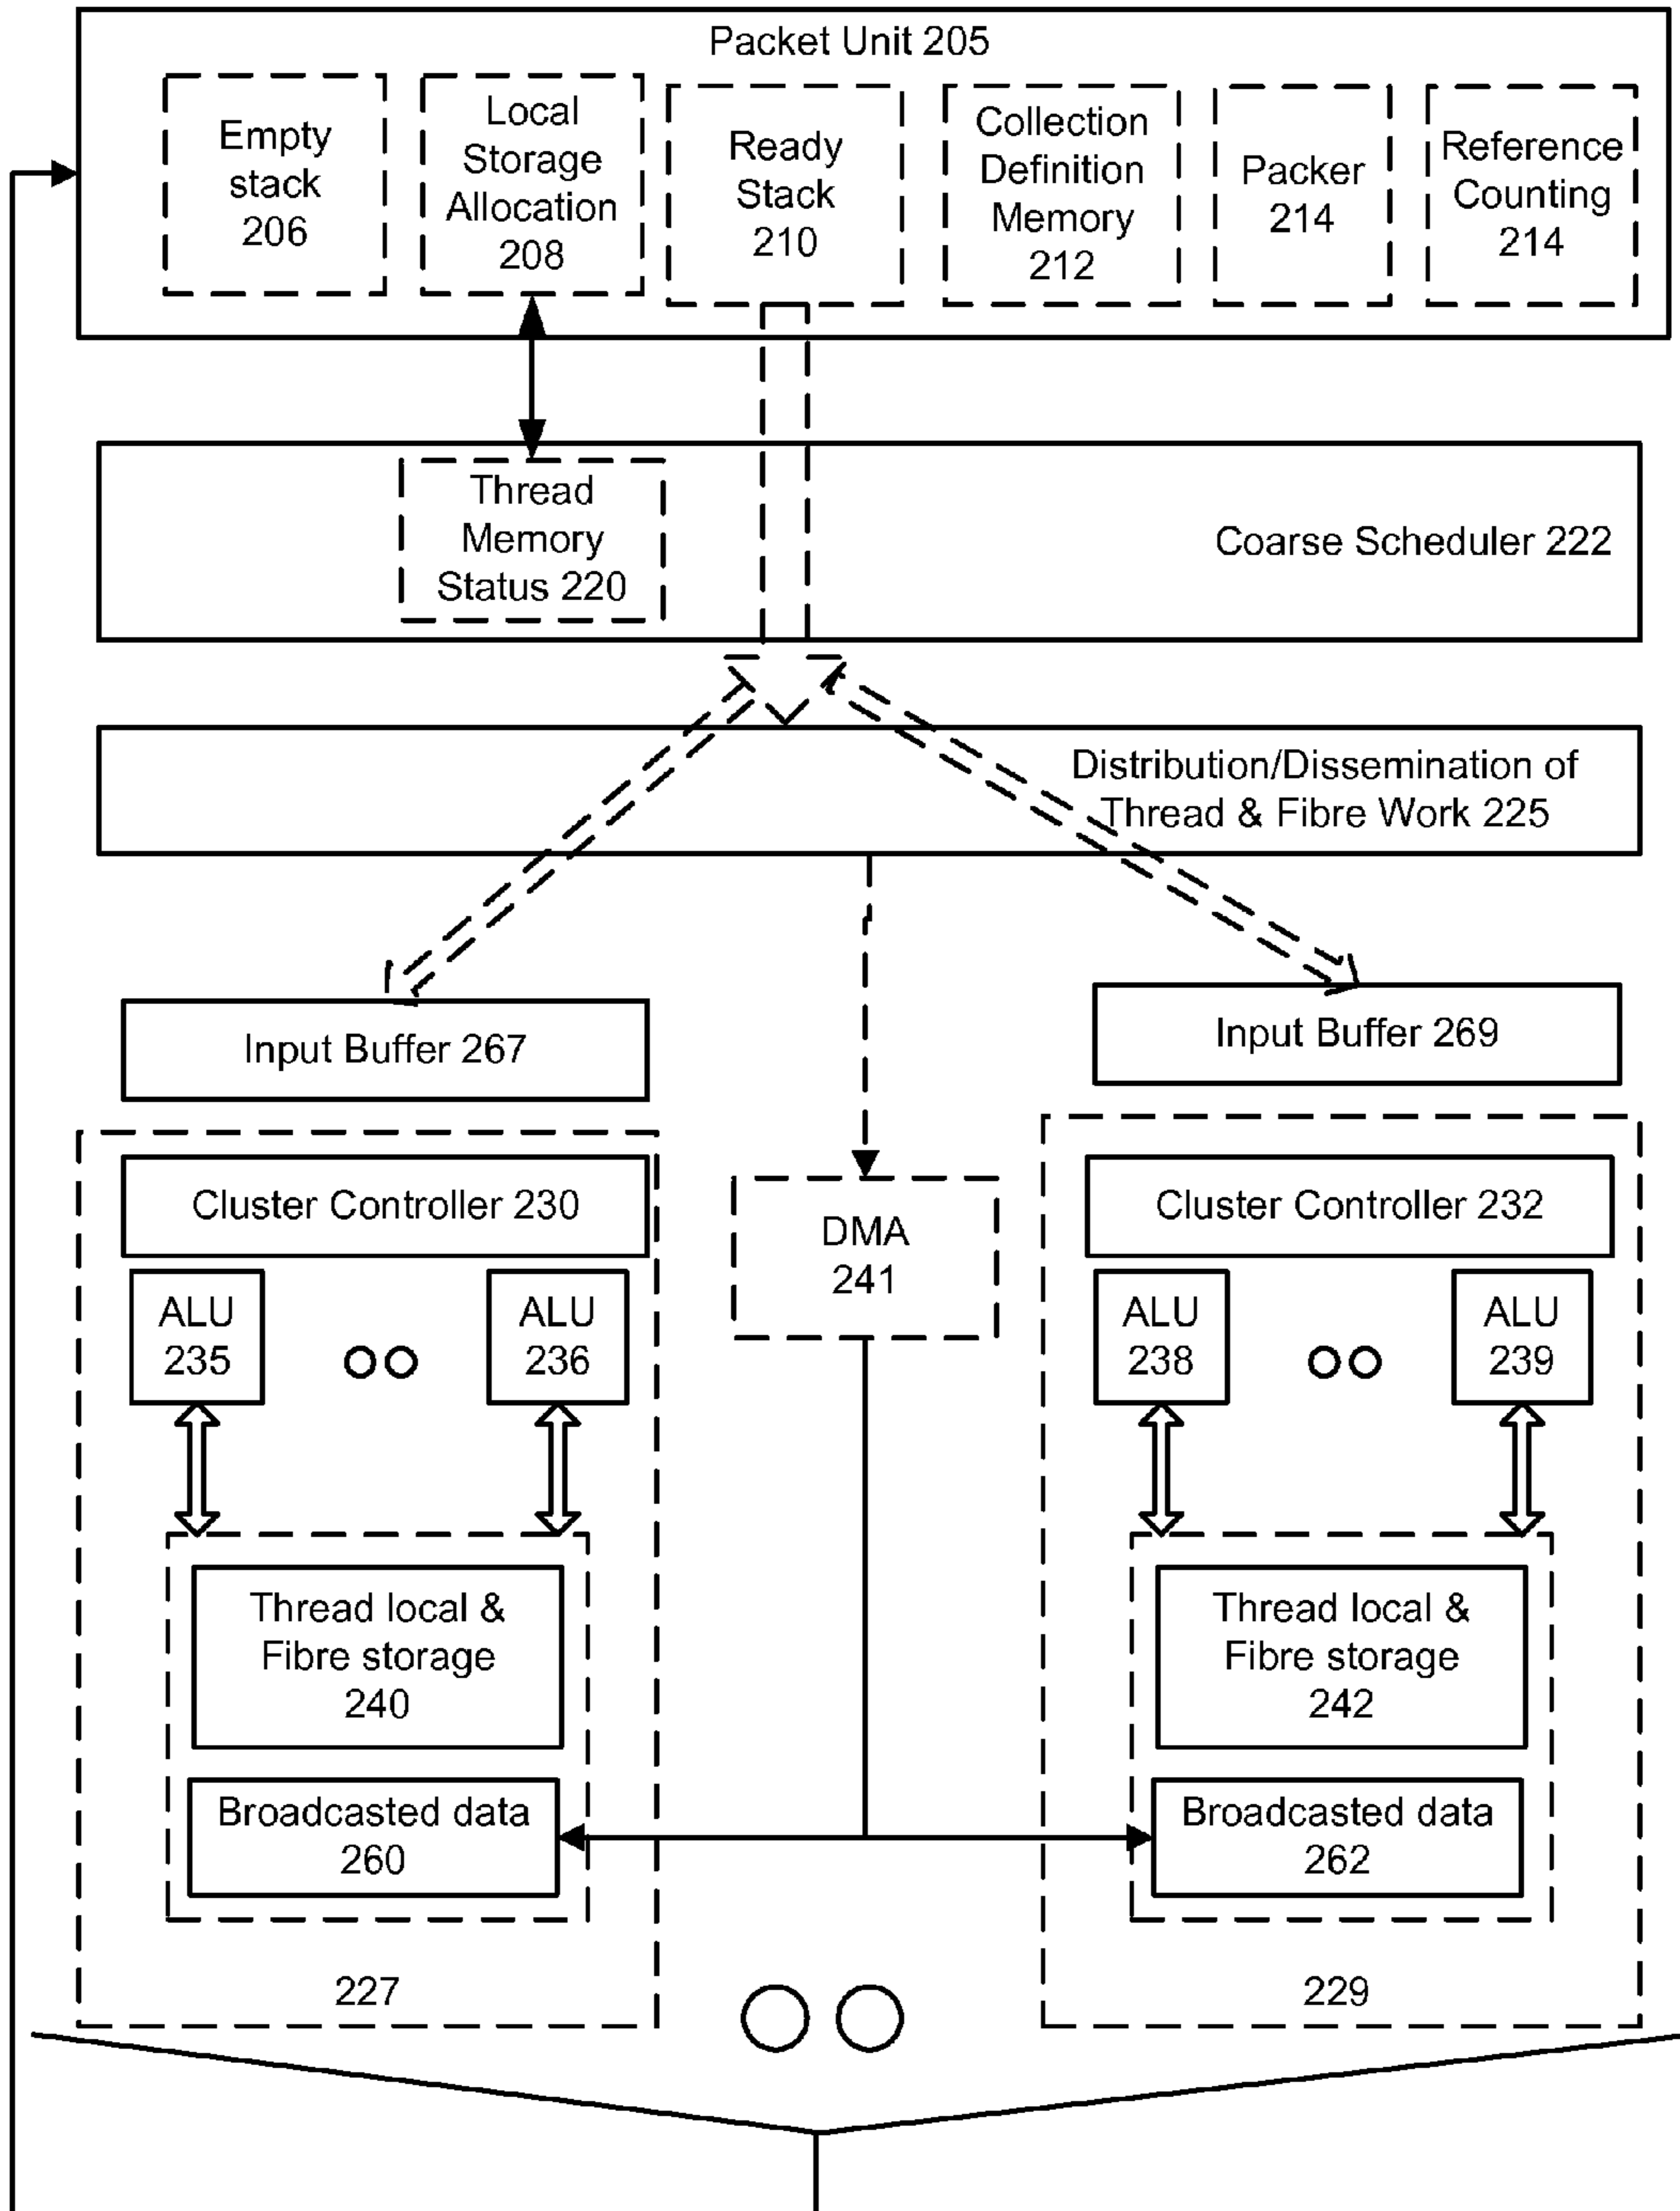 Packet Unit 205
Empty
stack
206
Local
Storage
Allocation
208
Ready
Stack
210
Collection
Definition
Memory
212
Packer
214
Reference
Counting
214
Thread
Memory
Status 220
Coarse Scheduler 222
Distribution/Dissemination of
Thread & Fibre Work 225
Input Buffer 267
Input Buffer 269
Cluster Controller 230
ALU
235
ALU
236
DMA
241
Cluster Controller 232
ALU
238
ALU
239
Thread local &
Fibre storage
240
Broadcasted data
260
227
Thread local &
Fibre storage
242
Broadcasted data
262
229